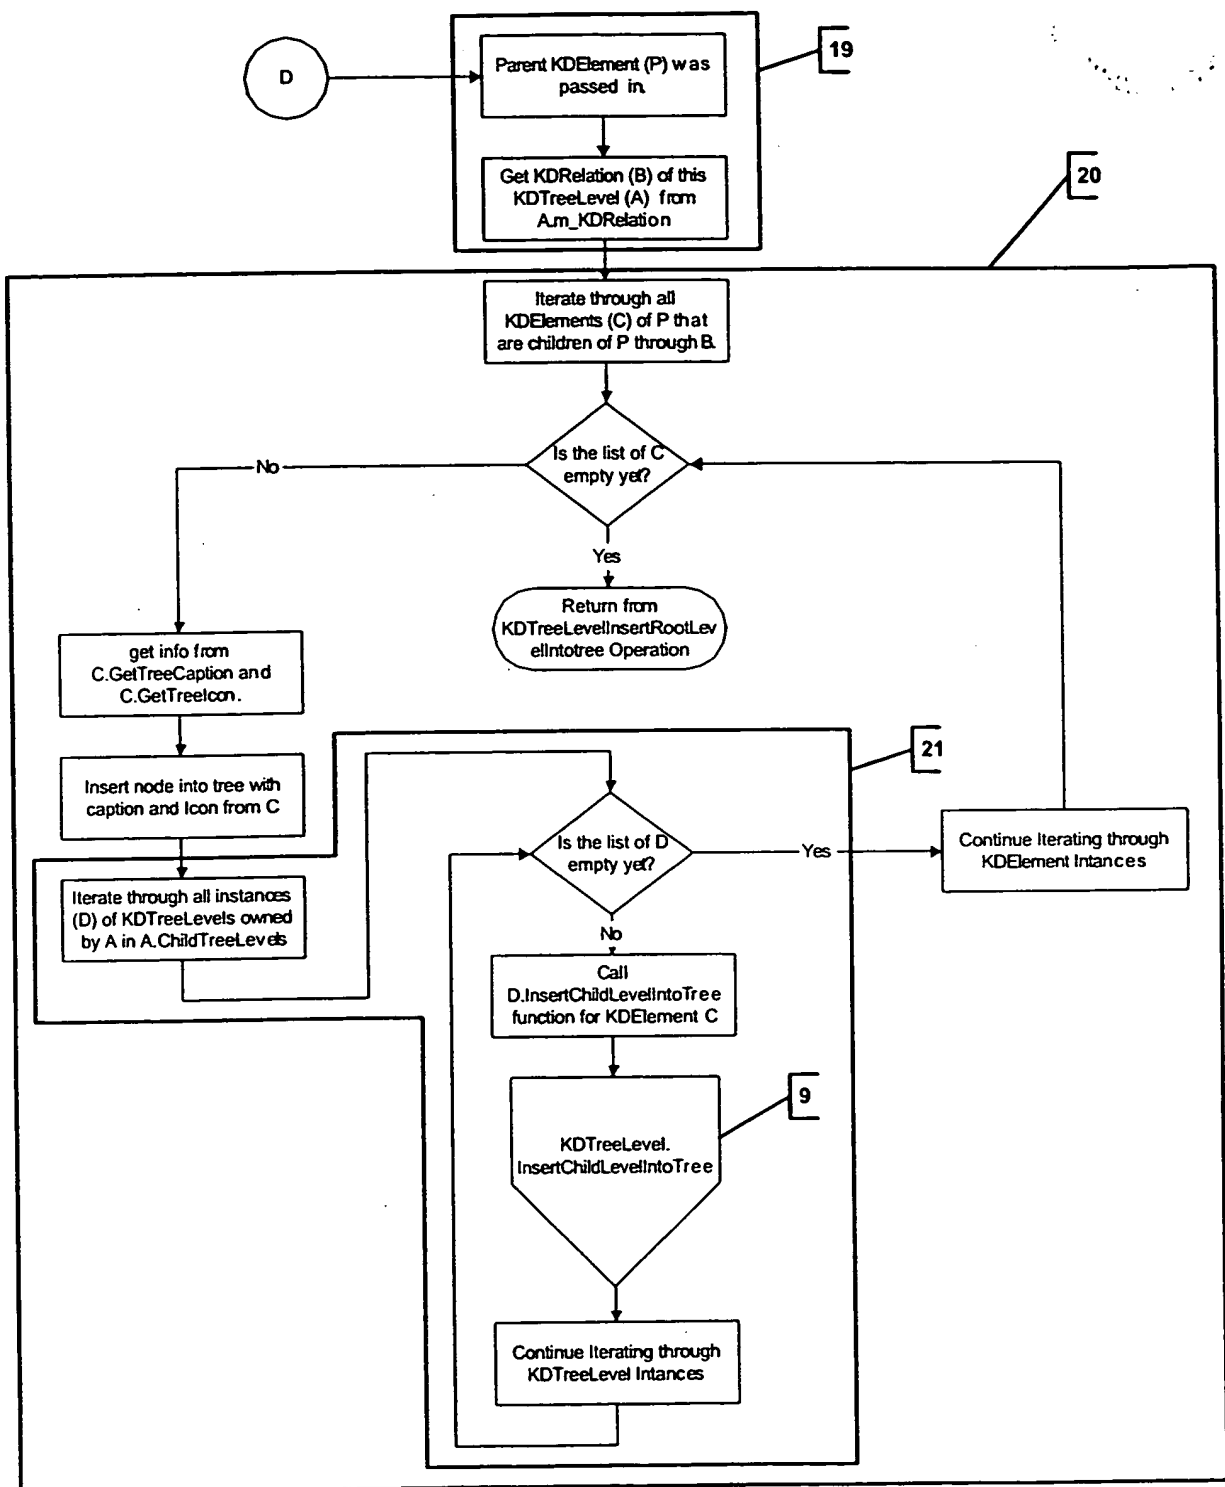 D
Parent KDElement (P) was
passed in.
19
Get KDRelation (B) of this
KDTreeLevel (A) from
A.m_KDRelation
20
Iterate through all
KDElements (C) of P that
are children of P through B.
Is the list of C
empty yet?
No
Yes
Return from
KDTreeLevelInsertRootLev
elIntotree Operation
get info from
C.GetTreeCaption and
C.GetTreeIcon.
Insert node into tree with
caption and Icon from C
21
Is the list of D
empty yet?
Yes
Continue Iterating through
KDElement Intances
Iterate through all instances
(D) of KDTreeLevels owned
by A in A.ChildTreeLevels
No
Call
D.InsertChildLevelIntoTree
function for KDElement C
9
KDTreeLevel.
InsertChildLevelIntoTree
Continue Iterating through
KDTreeLevel Intances